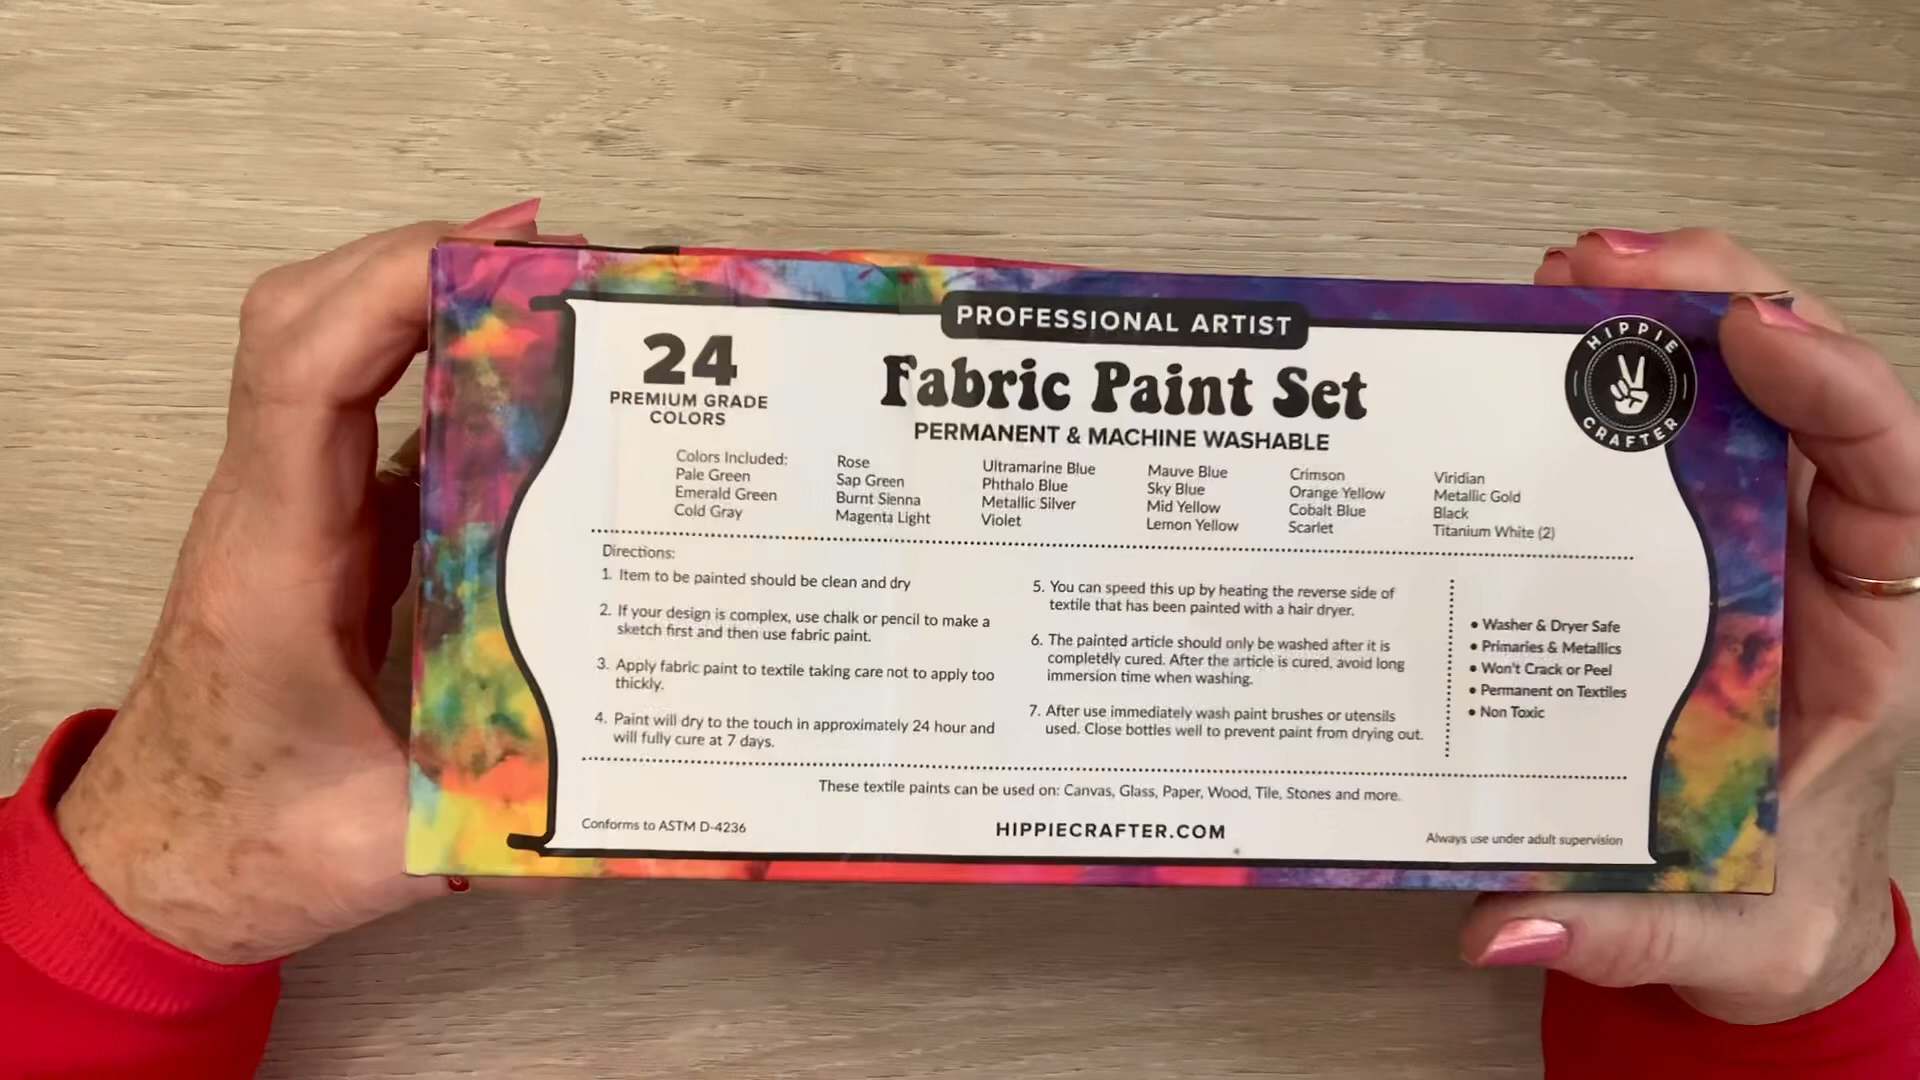 PROFESSIONAL ARTIST
HIPPIE
CRAFTER
24
PREMIUM GRADE
COLORS
Fabric Paint Set
PERMANENT & MACHINE WASHABLE
Colors Included:
Pale Green
Emerald Green
Cold Gray
Rose
Sap Green
Burnt Sienna
Magenta Light
Ultramarine Blue
Phthalo Blue
Metallic Silver
Violet
Mauve Blue
Sky Blue
Mid Yellow
Lemon Yellow
Crimson
Orange Yellow
Cobalt Blue
Scarlet
Viridian
Metallic Gold
Black
Titanium White (2)
Directions:
1. Item to be painted should be clean and dry
2. If your design is complex, use chalk or pencil to make a
sketch first and then use fabric paint.
3. Apply fabric paint to textile taking care not to apply too
thickly.
4. Paint will dry to the touch in approximately 24 hour and
will fully cure at 7 days.
5. You can speed this up by heating the reverse side of
textile that has been painted with a hair dryer.
6. The painted article should only be washed after it is
completely cured. After the article is cured, avoid long
immersion time when washing.
7. After use immediately wash paint brushes or utensils
used. Close bottles well to prevent paint from drying out.
• Washer & Dryer Safe
• Primaries & Metallics
• Won't Crack or Peel
• Permanent on Textiles
• Non Toxic
These textile paints can be used on: Canvas, Glass, Paper, Wood, Tile, Stones and more.
Conforms to ASTM D-4236
HIPPIECRAFTER.COM
Always use under adult supervision